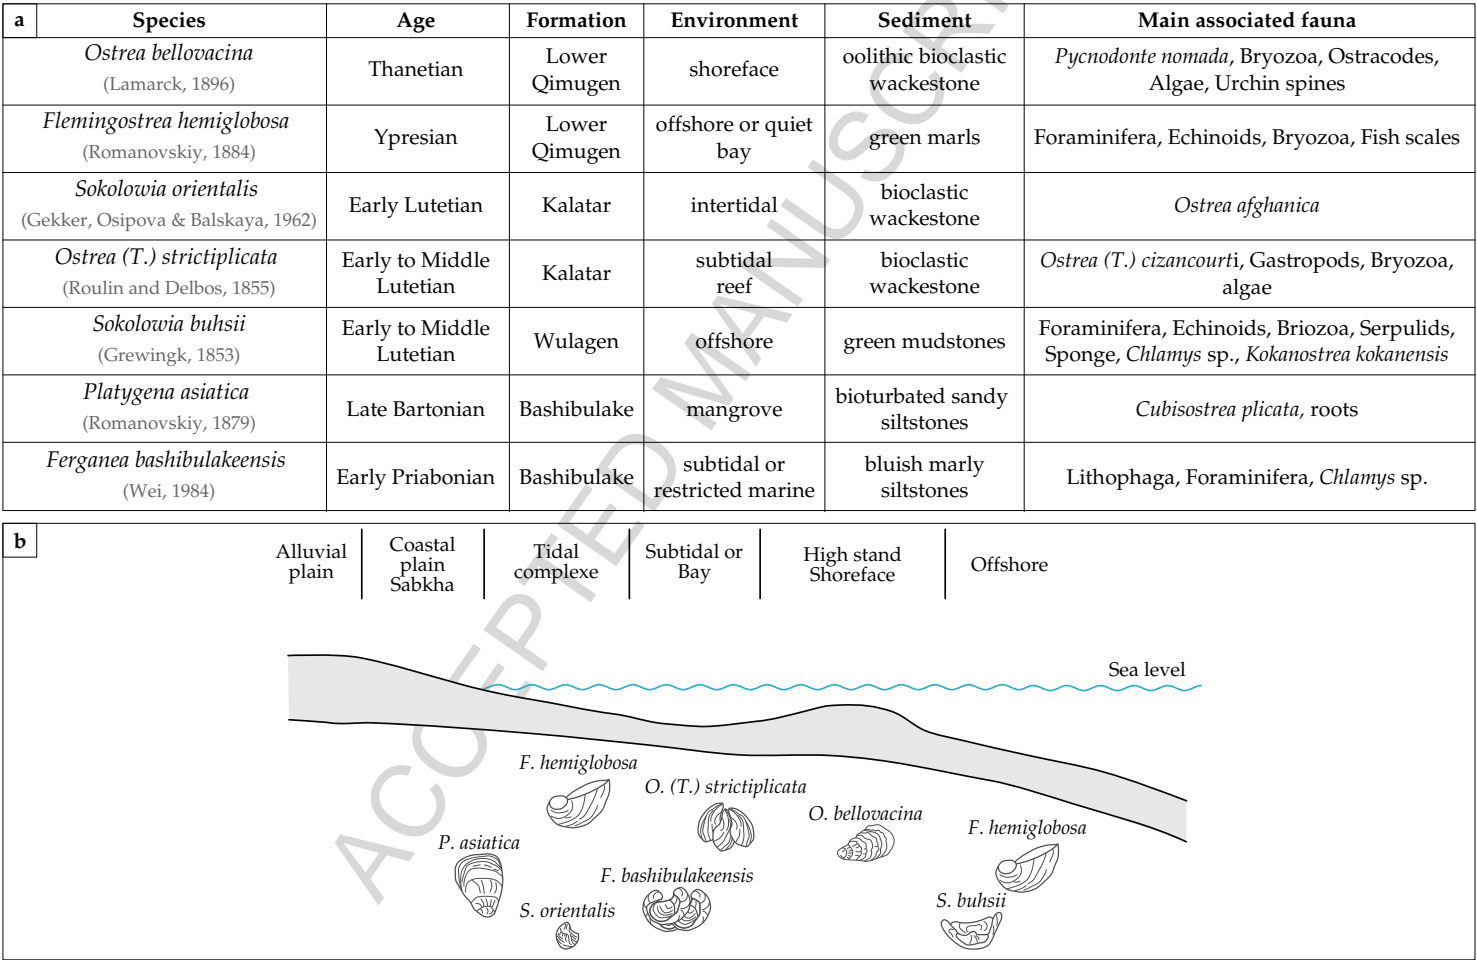 a
Species Age Formation Environment Sediment Main associated fauna
Ostrea bellovacina
(Lamarck, 1896)
Thanetian
Lower
Qimugen
shoreface
oolithic bioclastic
wackestone
Pycnodonte nomada, Bryozoa, Ostracodes,
Algae, Urchin spines
Flemingostrea hemiglobosa
(Romanovskiy, 1884)
Ypresian
Lower
Qimugen
offshore or quiet
bay
green marls
Foraminifera, Echinoids, Bryozoa, Fish scales
Sokolowia orientalis
(Gekker, Osipova & Balskaya, 1962)
Early Lutetian
Kalatar
intertidal
bioclastic
wackestone
Ostrea afghanica
Ostrea (T.) strictiplicata
(Roulin and Delbos, 1855)
Early to Middle
Lutetian
Kalatar
subtidal
reef
bioclastic
wackestone
Ostrea (T.) cizancourti, Gastropods, Bryozoa,
algae
Sokolowia buhsii
(Grewingk, 1853)
Early to Middle
Lutetian
Wulagen
offshore
green mudstones
Foraminifera, Echinoids, Briozoa, Serpulids,
Sponge, Chlamys sp., Kokanostrea kokanensis
Platygena asiatica
(Romanovskiy, 1879)
Late Bartonian
Bashibulake
mangrove
bioturbated sandy
siltstones
Cubisostrea plicata, roots
Ferganea bashibulakeensis
(Wei, 1984)
Early Priabonian
Bashibulake
subtidal or
restricted marine
bluish marly
siltstones
Lithophaga, Foraminifera, Chlamys sp.
b
Alluvial
plain
Coastal
plain
Sabkha
Tidal
complexe
Subtidal or
Bay
High stand
Shoreface
Offshore
Sea level
F. hemiglobosa
O. (T.) strictiplicata
O. bellovacina
F. hemiglobosa
P. asiatica
F. bashibulakeensis
S. buhsii
S. orientalis
ACCEPTED MANUSCRI